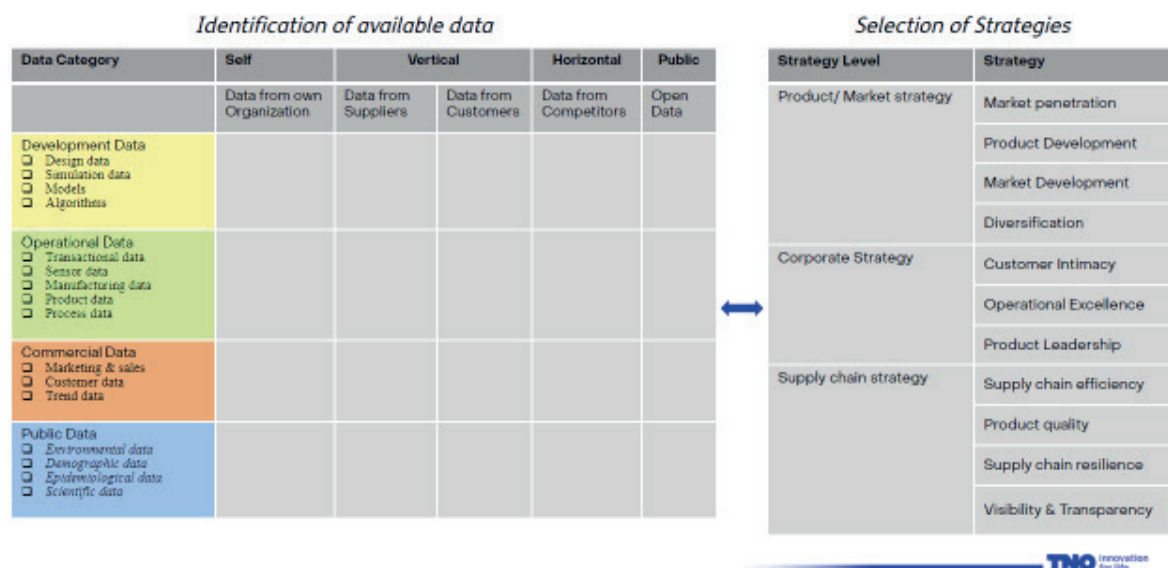 Identification of available data
Data Category Self Vertical Horizontal Public
Data from own Organization Data from Suppliers Data from Customers Data from Competitors Open Data
Development Data
Design data
Simulation data
Models
Algorithms
Operational Data
Transactional data
Sensor data
Manufacturing data
Product data
Process data
Commercial Data
Marketing & sales
Customer data
Trend data
Public Data
Environmental data
Demographic data
Epidemiological data
Scientific data
Selection of Strategies
Strategy Level Strategy
Product/ Market strategy
Market penetration
Product Development
Market Development
Diversification
Corporate Strategy
Customer Intimacy
Operational Excellence
Product Leadership
Supply chain strategy
Supply chain efficiency
Product quality
Supply chain resilience
Visibility & Transparency
TNO innovation
for life